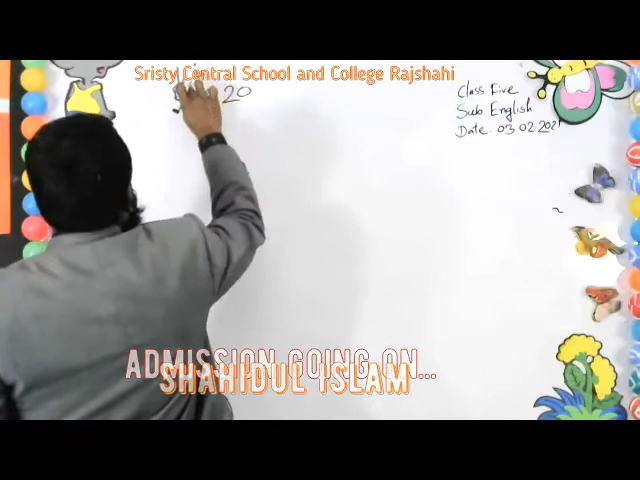 Sristy Central School and College Rajshahi
20
Class Five
Sub English
Date 03 02 2021
ADMISSION GOING ON...
SHAHIDUL ISLAM